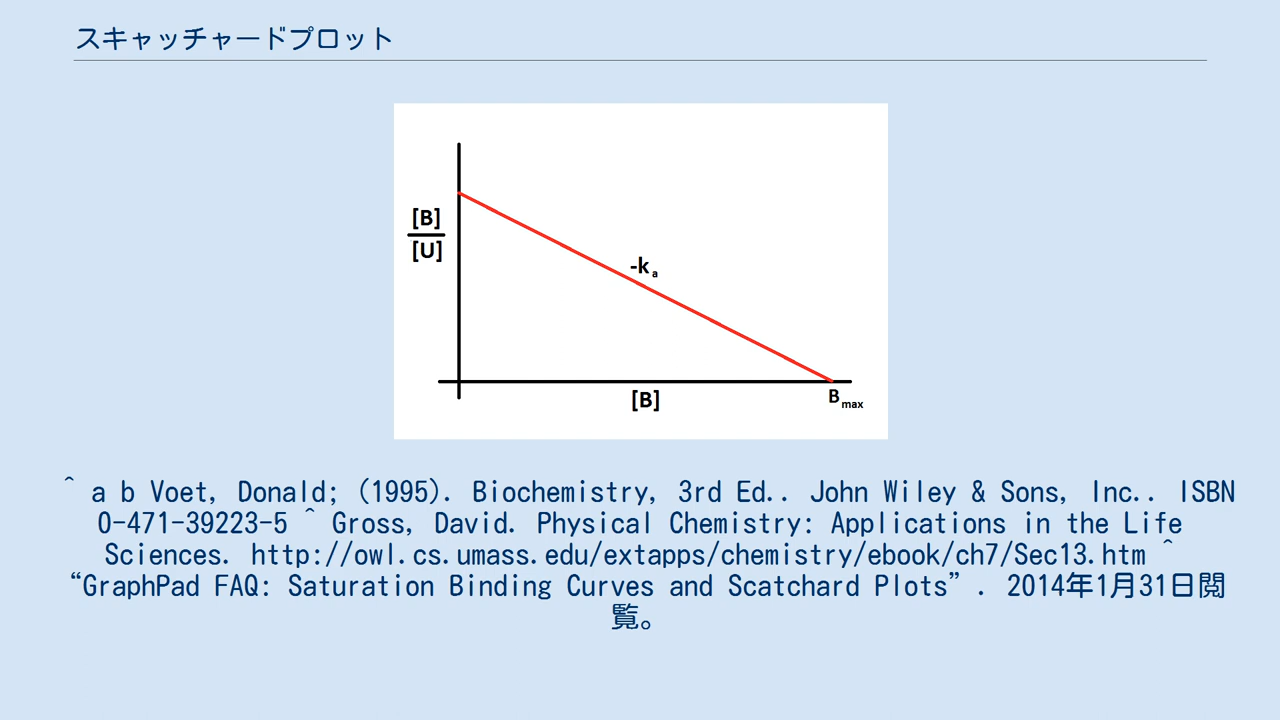 スキャッチャードプロット
[B]
[U]
-ka
[B]
Bmax
^ a b Voet, Donald; (1995). Biochemistry, 3rd Ed.. John Wiley & Sons, Inc.. ISBN
0-471-39223-5 ^ Gross, David. Physical Chemistry: Applications in the Life
Sciences. http://owl.cs.umass.edu/extapps/chemistry/ebook/ch7/Sec13.htm ^
“GraphPad FAQ: Saturation Binding Curves and Scatchard Plots”. 2014年1月31日閲
覧。